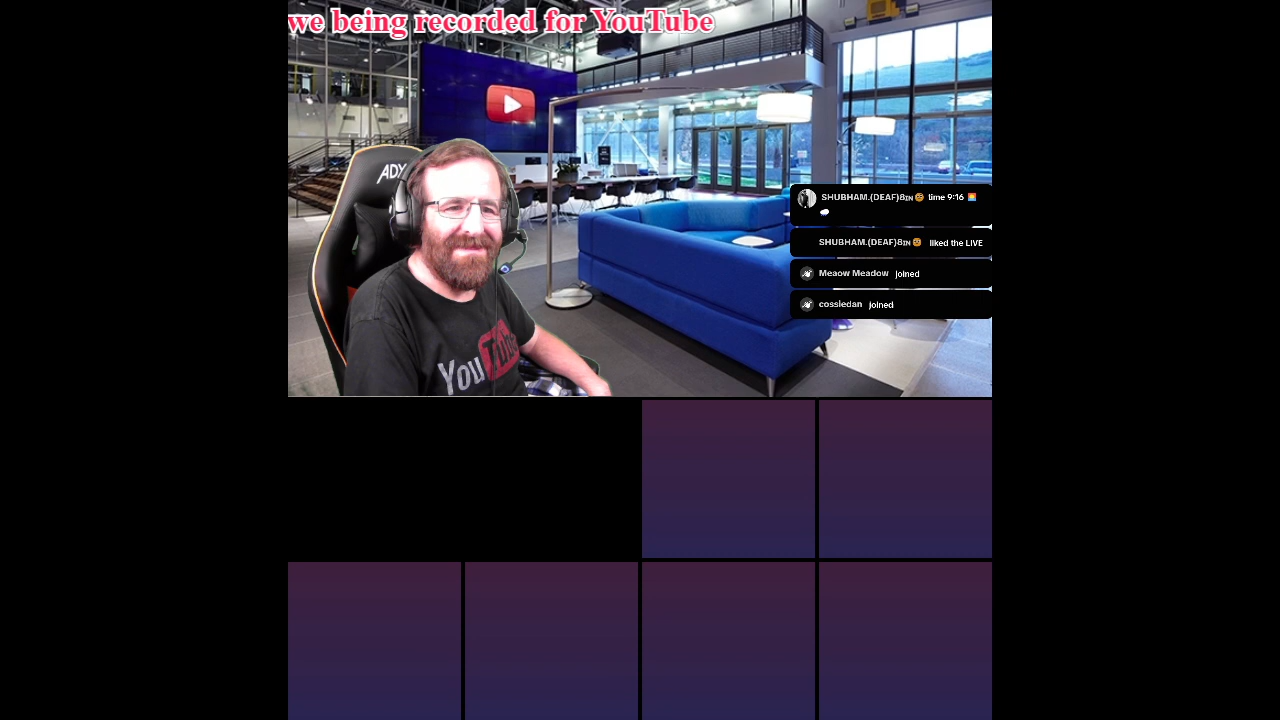 we being recorded for YouTube
ADX
YouTube
SHUBHAM.(DEAF)8IN time 9:16
SHUBHAM.(DEAF)8IN liked the LIVE
Meaow Meadow joined
cossledan joined